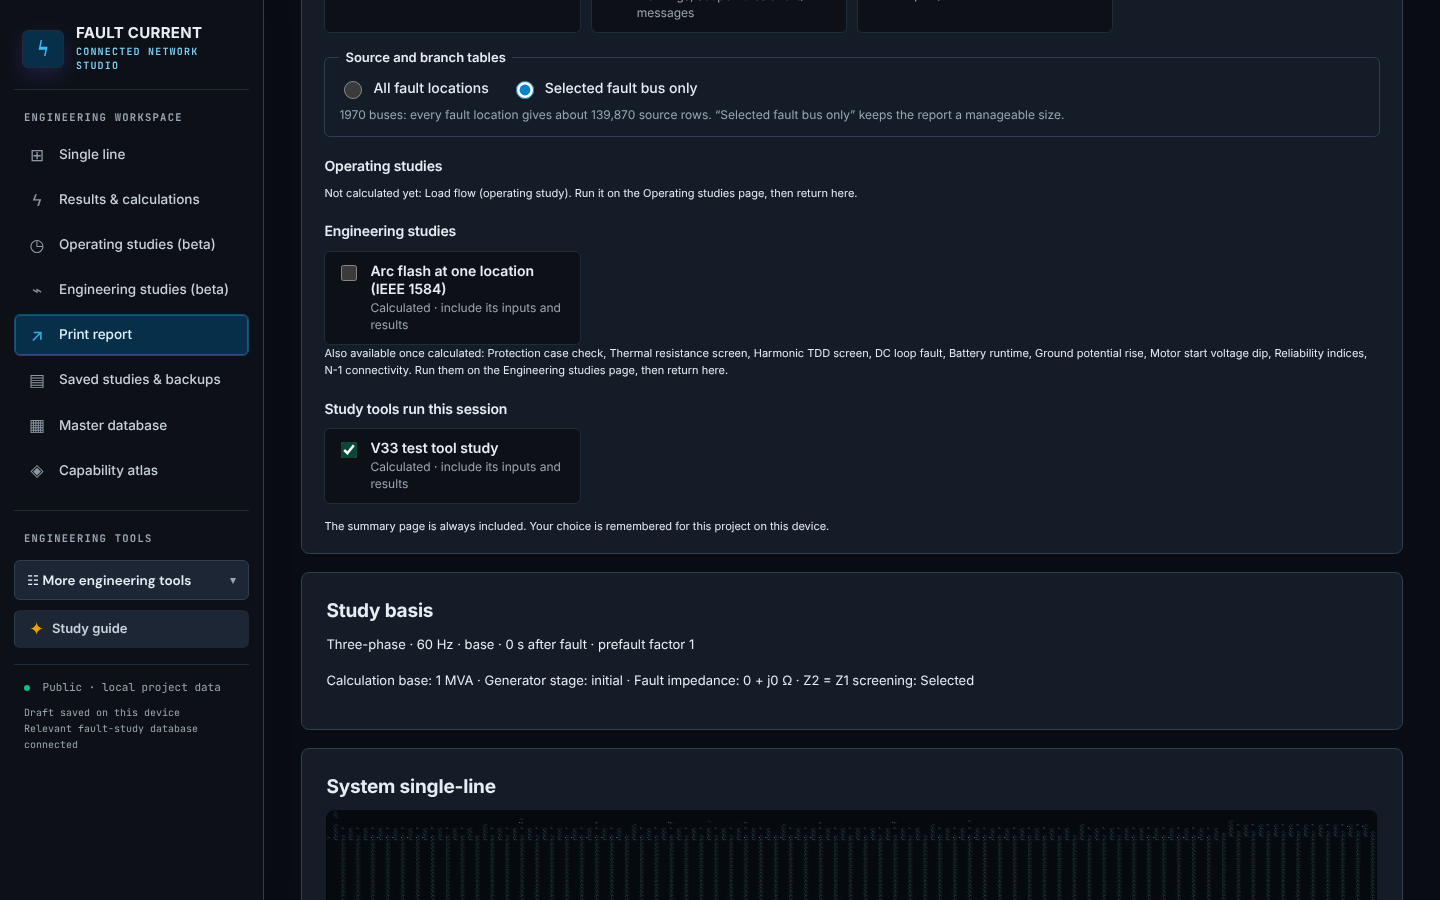 FAULT CURRENT
CONNECTED NETWORK
STUDIO
ENGINEERING WORKSPACE
Single line
Results & calculations
Operating studies (beta)
Engineering studies (beta)
Print report
Saved studies & backups
Master database
Capability atlas
ENGINEERING TOOLS
More engineering tools
Study guide
Public · local project data
Draft saved on this device
Relevant fault-study database
connected
messages
Source and branch tables
All fault locations
Selected fault bus only
1970 buses: every fault location gives about 139,870 source rows. “Selected fault bus only” keeps the report a manageable size.
Operating studies
Not calculated yet: Load flow (operating study). Run it on the Operating studies page, then return here.
Engineering studies
Arc flash at one location
(IEEE 1584)
Calculated · include its inputs and
results
Also available once calculated: Protection case check, Thermal resistance screen, Harmonic TDD screen, DC loop fault, Battery runtime, Ground potential rise, Motor start voltage dip, Reliability indices,
N-1 connectivity. Run them on the Engineering studies page, then return here.
Study tools run this session
V33 test tool study
Calculated · include its inputs and
results
The summary page is always included. Your choice is remembered for this project on this device.
Study basis
Three-phase · 60 Hz · base · 0 s after fault · prefault factor 1
Calculation base: 1 MVA · Generator stage: initial · Fault impedance: 0 + j0 Ω · Z2 = Z1 screening: Selected
System single-line